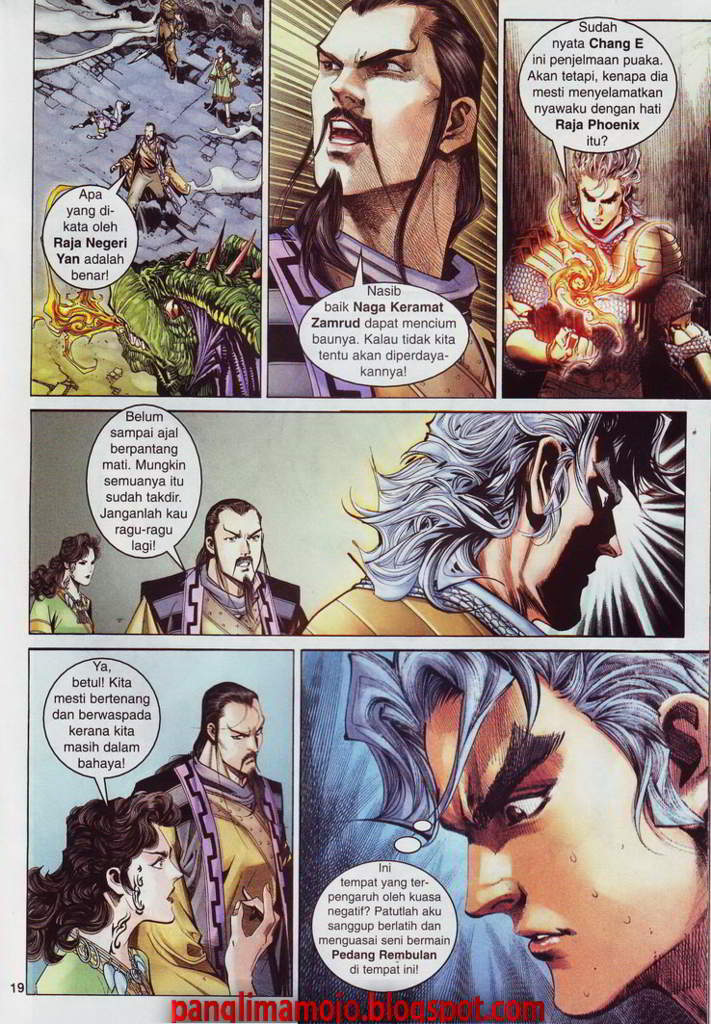 Apa
yang di-
kata oleh
Raja Negeri
Yan adalah
benar!
Nasib
baik Naga Keramat
Zamrud dapat mencium
baunya. Kalau tidak kita
tentu akan diperdaya-
kannya!
Sudah
nyata Chang E
ini penjelmaan puaka.
Akan tetapi, kenapa dia
mesti menyelamatkan
nyawaku dengan hati
Raja Phoenix
itu?
Belum
sampai ajal
berpantang
mati. Mungkin
semuanya itu
sudah takdir.
Janganlah kau
ragu-ragu
lagi!
Ya,
betul! Kita
mesti bertenang
dan berwaspada
kerana kita
masih dalam
bahaya!
Ini
tempat yang ter-
pengaruh oleh kuasa
negatif? Patutlah aku
sanggup berlatih dan
menguasai seni bermain
Pedang Rembulan
di tempat ini!
19
panglimamojo.blogspot.com